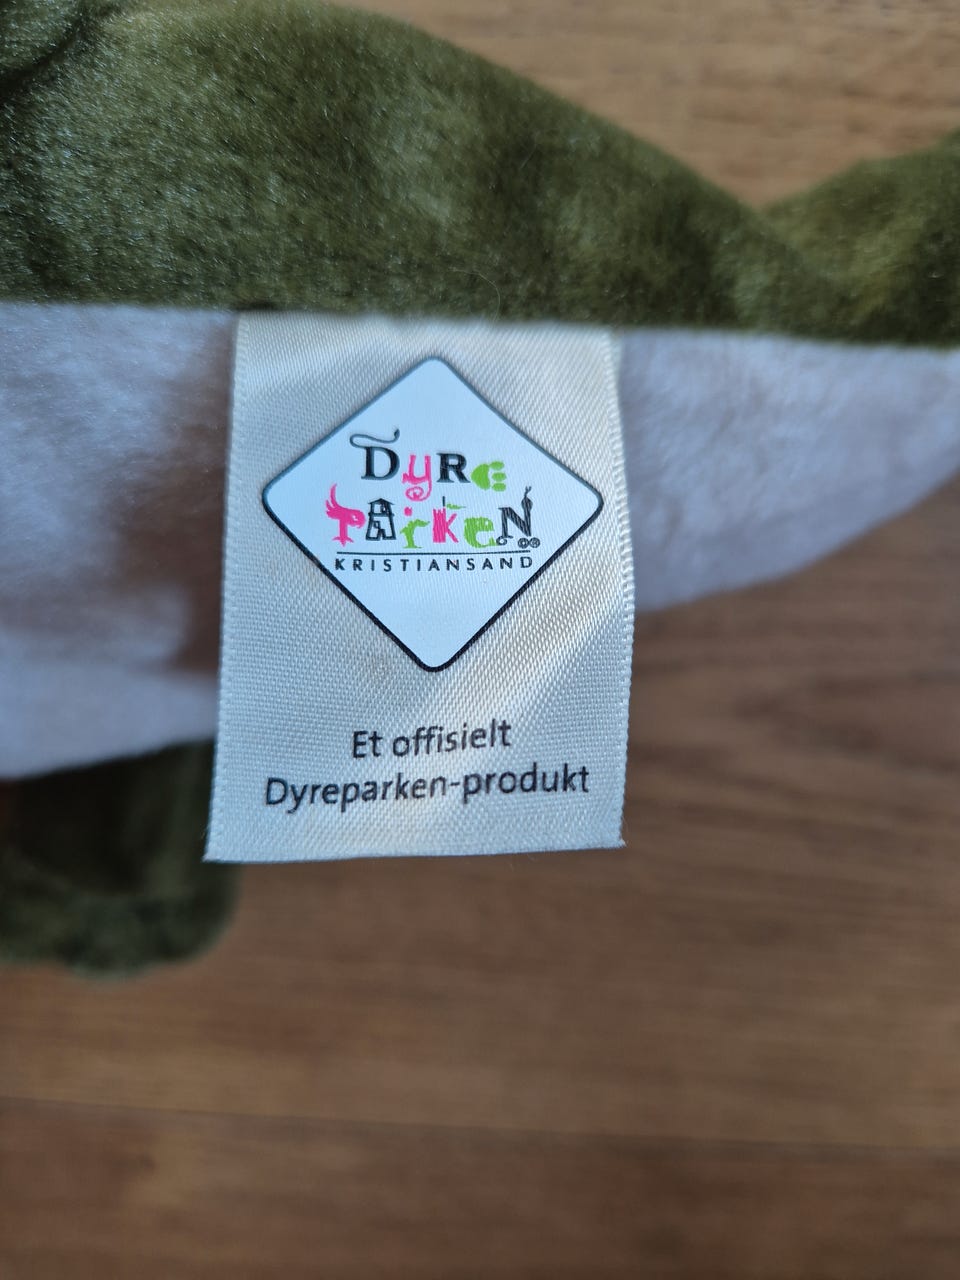 DyRe
PArKeN
KRISTIANSAND
Et offisielt
Dyreparken-produkt